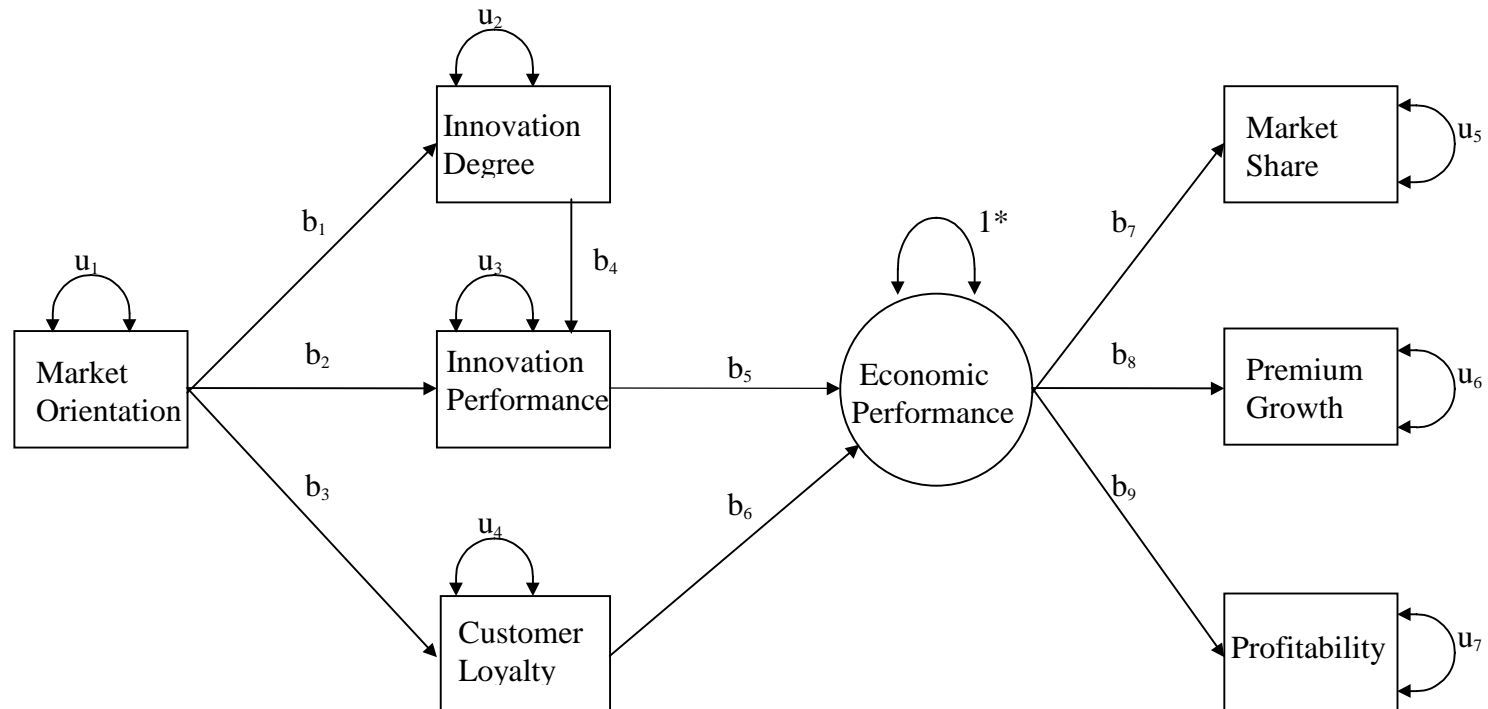 u₂
Innovation
Degree
Market
Share
u₅
b₁
b₄
1*
b₇
u₁
u₃
Market
Orientation
b₂
Innovation
Performance
b₅
Economic
Performance
b₈
Premium
Growth
u₆
b₃
b₆
b₉
u₄
Customer
Loyalty
Profitability
u₇